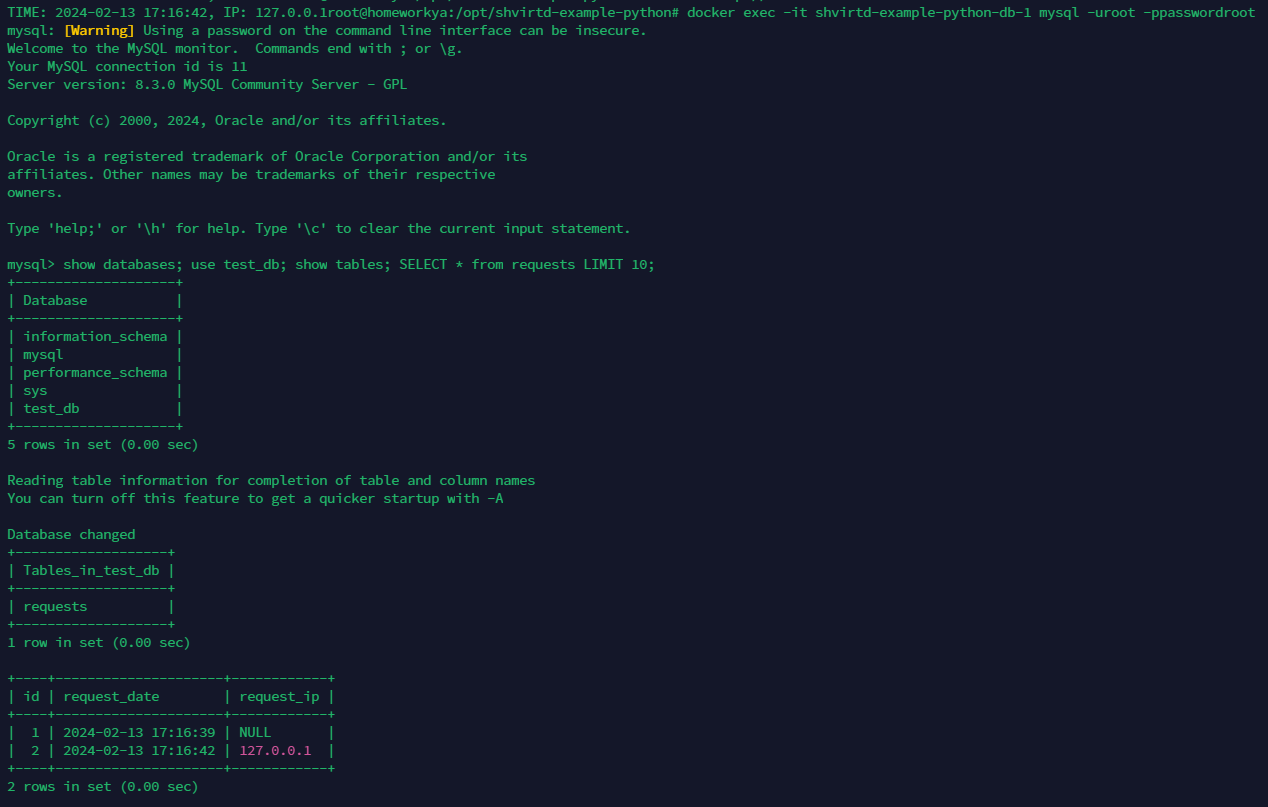 TIME: 2024-02-13 17:16:42, IP: 127.0.0.1root@homeworkya:/opt/shvirtd-example-python# docker exec -it shvirtd-example-python-db-1 mysql -uroot -ppasswordroot
mysql: [Warning] Using a password on the command line interface can be insecure.
Welcome to the MySQL monitor.  Commands end with ; or \g.
Your MySQL connection id is 11
Server version: 8.3.0 MySQL Community Server - GPL

Copyright (c) 2000, 2024, Oracle and/or its affiliates.

Oracle is a registered trademark of Oracle Corporation and/or its
affiliates. Other names may be trademarks of their respective
owners.

Type 'help;' or '\h' for help. Type '\c' to clear the current input statement.

mysql> show databases; use test_db; show tables; SELECT * from requests LIMIT 10;
+--------------------+
| Database           |
+--------------------+
| information_schema |
| mysql              |
| performance_schema |
| sys                |
| test_db            |
+--------------------+
5 rows in set (0.00 sec)

Reading table information for completion of table and column names
You can turn off this feature to get a quicker startup with -A

Database changed
+-------------------+
| Tables_in_test_db |
+-------------------+
| requests          |
+-------------------+
1 row in set (0.00 sec)

+----+---------------------+------------+
| id | request_date        | request_ip |
+----+---------------------+------------+
|  1 | 2024-02-13 17:16:39 | NULL       |
|  2 | 2024-02-13 17:16:42 | 127.0.0.1  |
+----+---------------------+------------+
2 rows in set (0.00 sec)